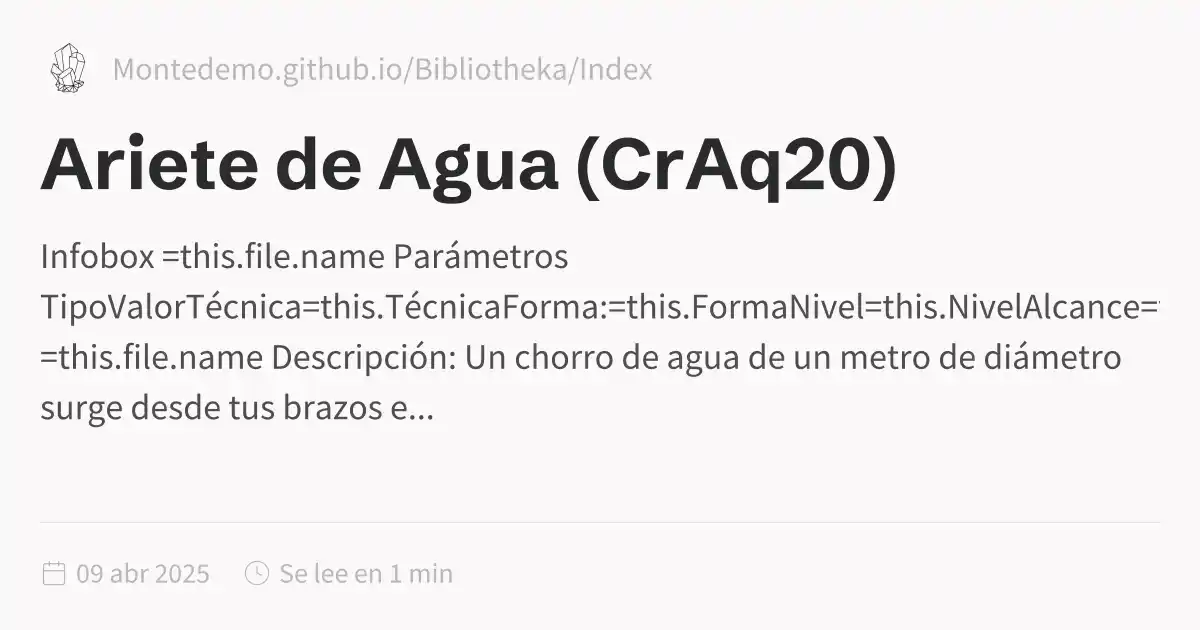 Montedemo.github.io/Bibliotheka/Index
Ariete de Agua (CrAq20)
Infobox =this.file.name Parámetros
TipoValorTécnica=this.TécnicaForma:=this.FormaNivel=this.NivelAlcance=
=this.file.name Descripción: Un chorro de agua de un metro de diámetro
surge desde tus brazos e...
09 abr 2025 Se lee en 1 min